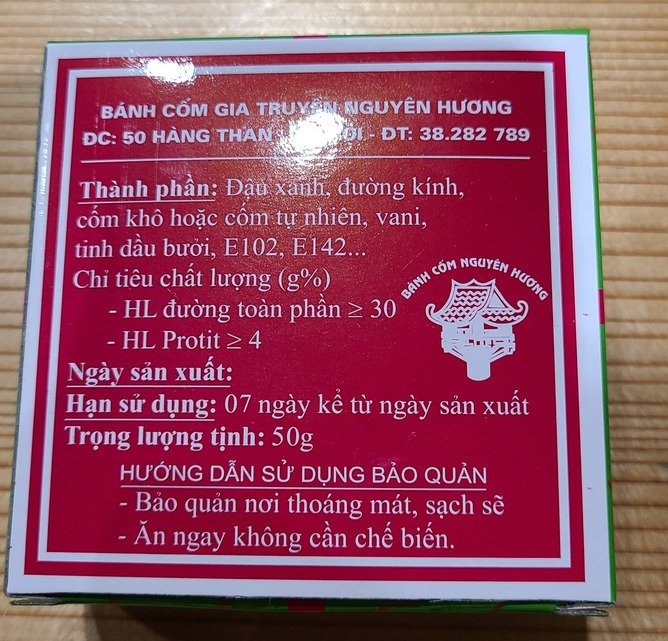 BÁNH CỐM GIA TRUYỀN NGUYÊN HƯƠNG
ĐC: 50 HÀNG THAN - ĐT: 38.282 789
Thành phần: Đậu xanh, đường kính,
cốm khô hoặc cốm tự nhiên, vani,
tinh dầu bưởi, E102, E142...
Chỉ tiêu chất lượng (g%)
- HL đường toàn phần ≥ 30
- HL Protit ≥ 4
BÁNH CỐM NGUYÊN HƯƠNG
Ngày sản xuất:
Hạn sử dụng: 07 ngày kể từ ngày sản xuất
Trọng lượng tịnh: 50g
HƯỚNG DẪN SỬ DỤNG BẢO QUẢN
- Bảo quản nơi thoáng mát, sạch sẽ
- Ăn ngay không cần chế biến.